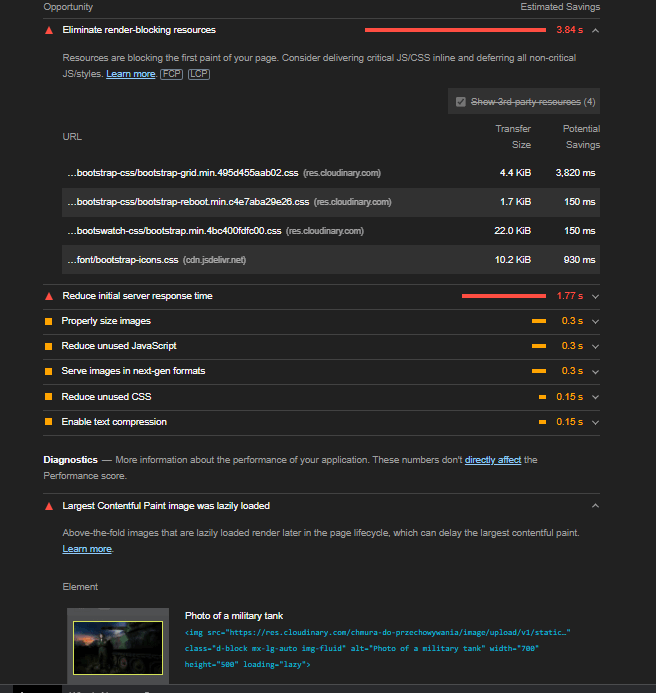 Opportunity Estimated Savings
Eliminate render-blocking resources 3.84 s
Resources are blocking the first paint of your page. Consider delivering critical JS/CSS inline and deferring all non-critical
JS/styles. Learn more. FCP LCP
Show 3rd-party resources (4)
URL Transfer Size Potential Savings
…bootstrap-css/bootstrap-grid.min.495d455aab02.css (res.cloudinary.com) 4.4 KiB 3,820 ms
…bootstrap-css/bootstrap-reboot.min.c4e7aba29e26.css (res.cloudinary.com) 1.7 KiB 150 ms
…bootswatch-css/bootstrap.min.4bc400fdfc00.css (res.cloudinary.com) 22.0 KiB 150 ms
…font/bootstrap-icons.css (cdn.jsdelivr.net) 10.2 KiB 930 ms
Reduce initial server response time 1.77 s
Properly size images 0.3 s
Reduce unused JavaScript 0.3 s
Serve images in next-gen formats 0.3 s
Reduce unused CSS 0.15 s
Enable text compression 0.15 s
Diagnostics — More information about the performance of your application. These numbers don't directly affect the
Performance score.
Largest Contentful Paint image was lazily loaded
Above-the-fold images that are lazily loaded render later in the page lifecycle, which can delay the largest contentful paint.
Learn more.
Element
Photo of a military tank
<img src="https://res.cloudinary.com/chmura-do-przechowywania/image/upload/v1/static…"
class="d-block mx-lg-auto img-fluid" alt="Photo of a military tank" width="700"
height="500" loading="lazy">